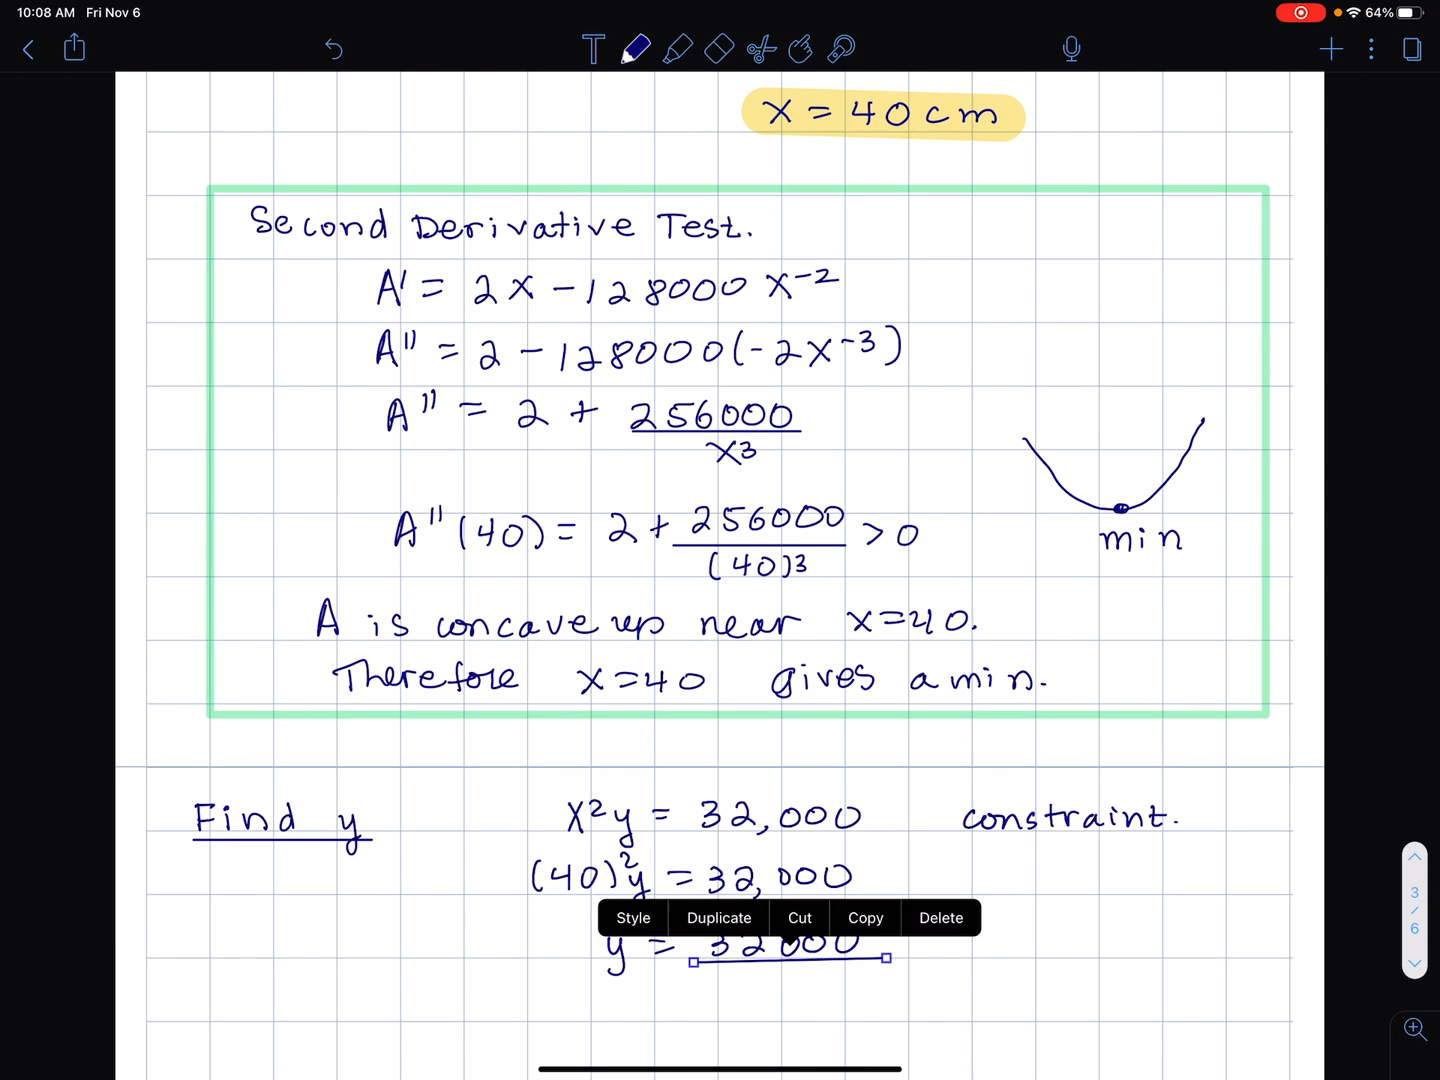 10:08 AM Fri Nov 6
64%
x = 40 cm
Second Derivative Test.
A' = 2x - 128000 x^-2
A'' = 2 - 128000(-2x^-3)
A'' = 2 + 256000/x^3
A''(40) = 2 + 256000/(40)^3 > 0
min
A is concave up near x=40.
Therefore x=40 gives a min.
Find y x²y = 32,000 constraint.
(40)²y = 32,000
Style Duplicate Cut Copy Delete
y = 32000
3/6